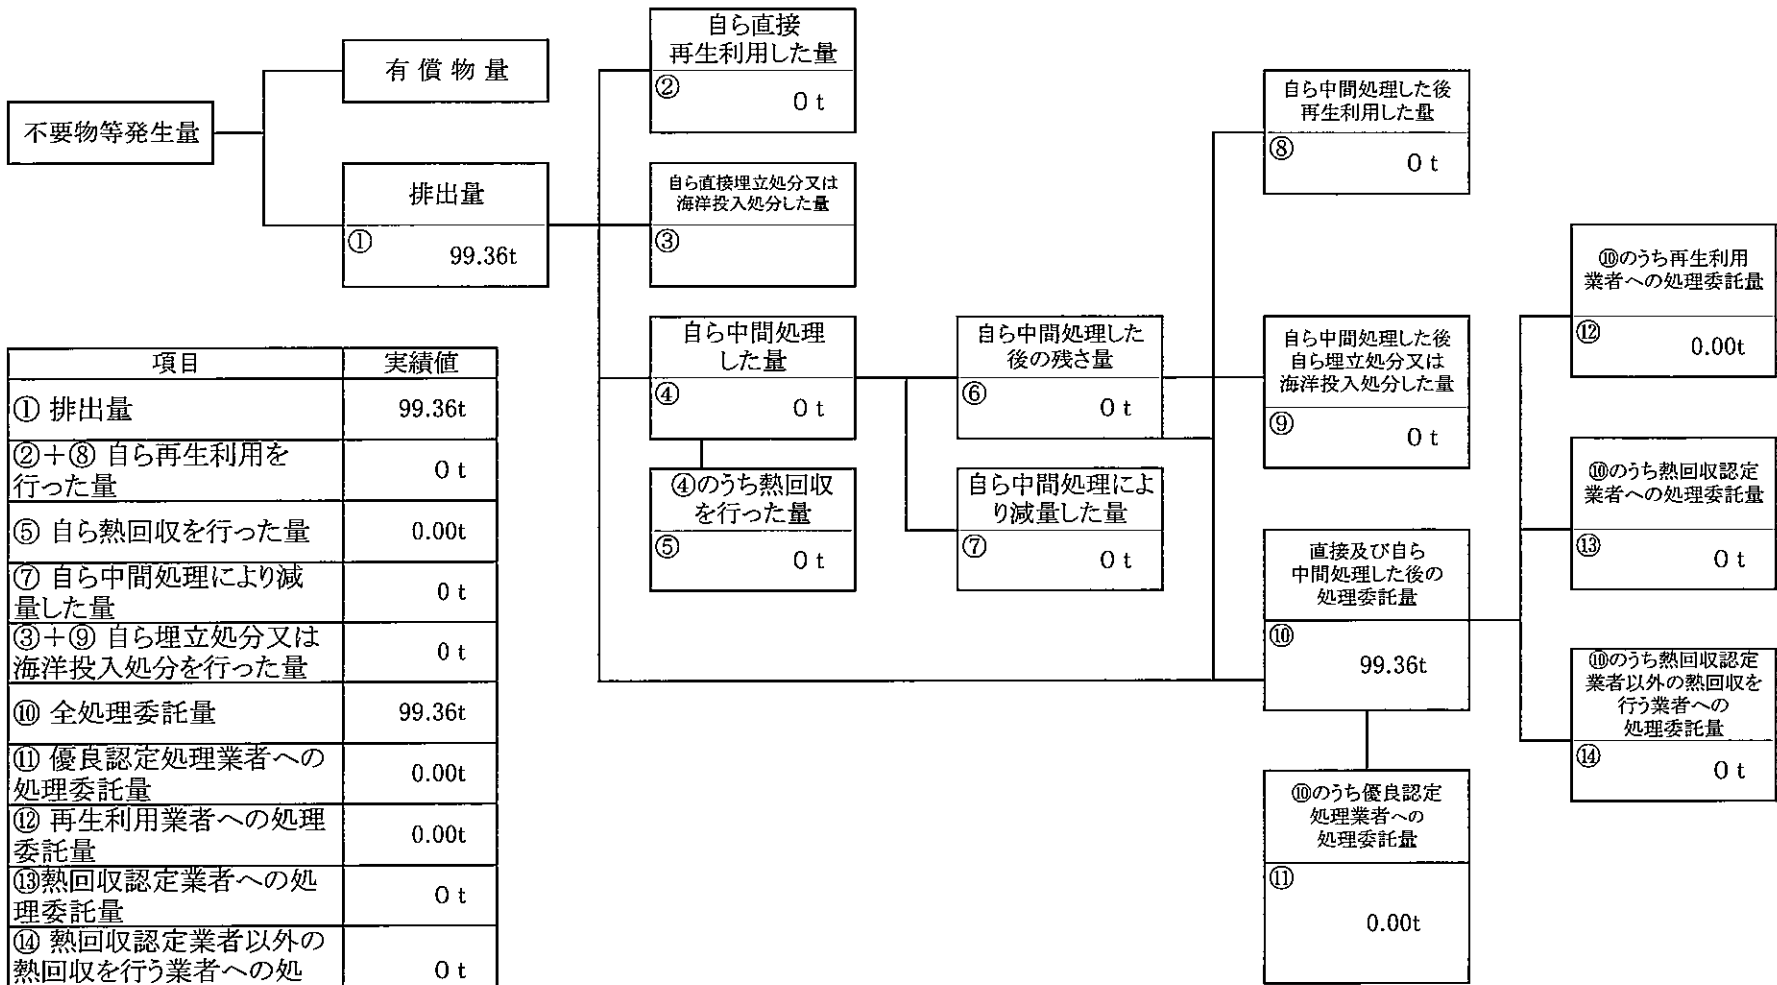 不要物等発生量
有償物量
排出量
①
99.36t
自ら直接
再生利用した量
②
0 t
自ら直接埋立処分又は
海洋投入処分した量
③
自ら中間処理
した量
④
0 t
④のうち熱回収
を行った量
⑤
0 t
自ら中間処理した
後の残さ量
⑥
0 t
自ら中間処理によ
り減量した量
⑦
0 t
自ら中間処理した後
再生利用した量
⑧
0 t
自ら中間処理した後
自ら埋立処分又は
海洋投入処分した量
⑨
0 t
直接及び自ら
中間処理した後の
処理委託量
⑩
99.36t
⑩のうち優良認定
処理業者への
処理委託量
⑪
0.00t
⑩のうち再生利用
業者への処理委託量
⑫
0.00t
⑩のうち熱回収認定
業者への処理委託量
⑬
0 t
⑩のうち熱回収認定
業者以外の熱回収を
行う業者への
処理委託量
⑭
0 t
項目 実績値
① 排出量 99.36t
②+⑧ 自ら再生利用を
行った量 0 t
⑤ 自ら熱回収を行った量 0.00t
⑦ 自ら中間処理により減
量した量 0 t
③+⑨ 自ら埋立処分又は
海洋投入処分を行った量 0 t
⑩ 全処理委託量 99.36t
⑪ 優良認定処理業者への
処理委託量 0.00t
⑫ 再生利用業者への処理
委託量 0.00t
⑬熱回収認定業者への処
理委託量 0 t
⑭ 熱回収認定業者以外の
熱回収を行う業者への処 0 t